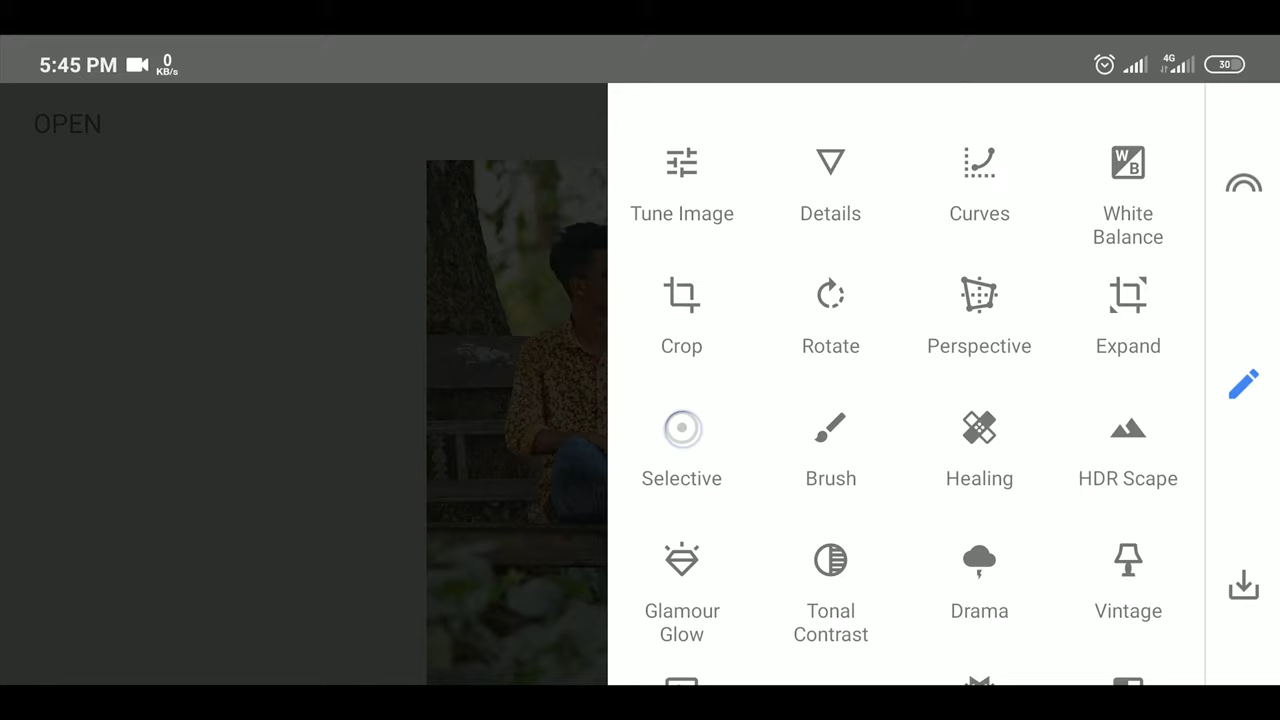 5:45 PM 0 KB/s 4G 30
OPEN
Tune Image Details Curves White Balance
W B
Crop Rotate Perspective Expand
Selective Brush Healing HDR Scape
Glamour Glow Tonal Contrast Drama Vintage